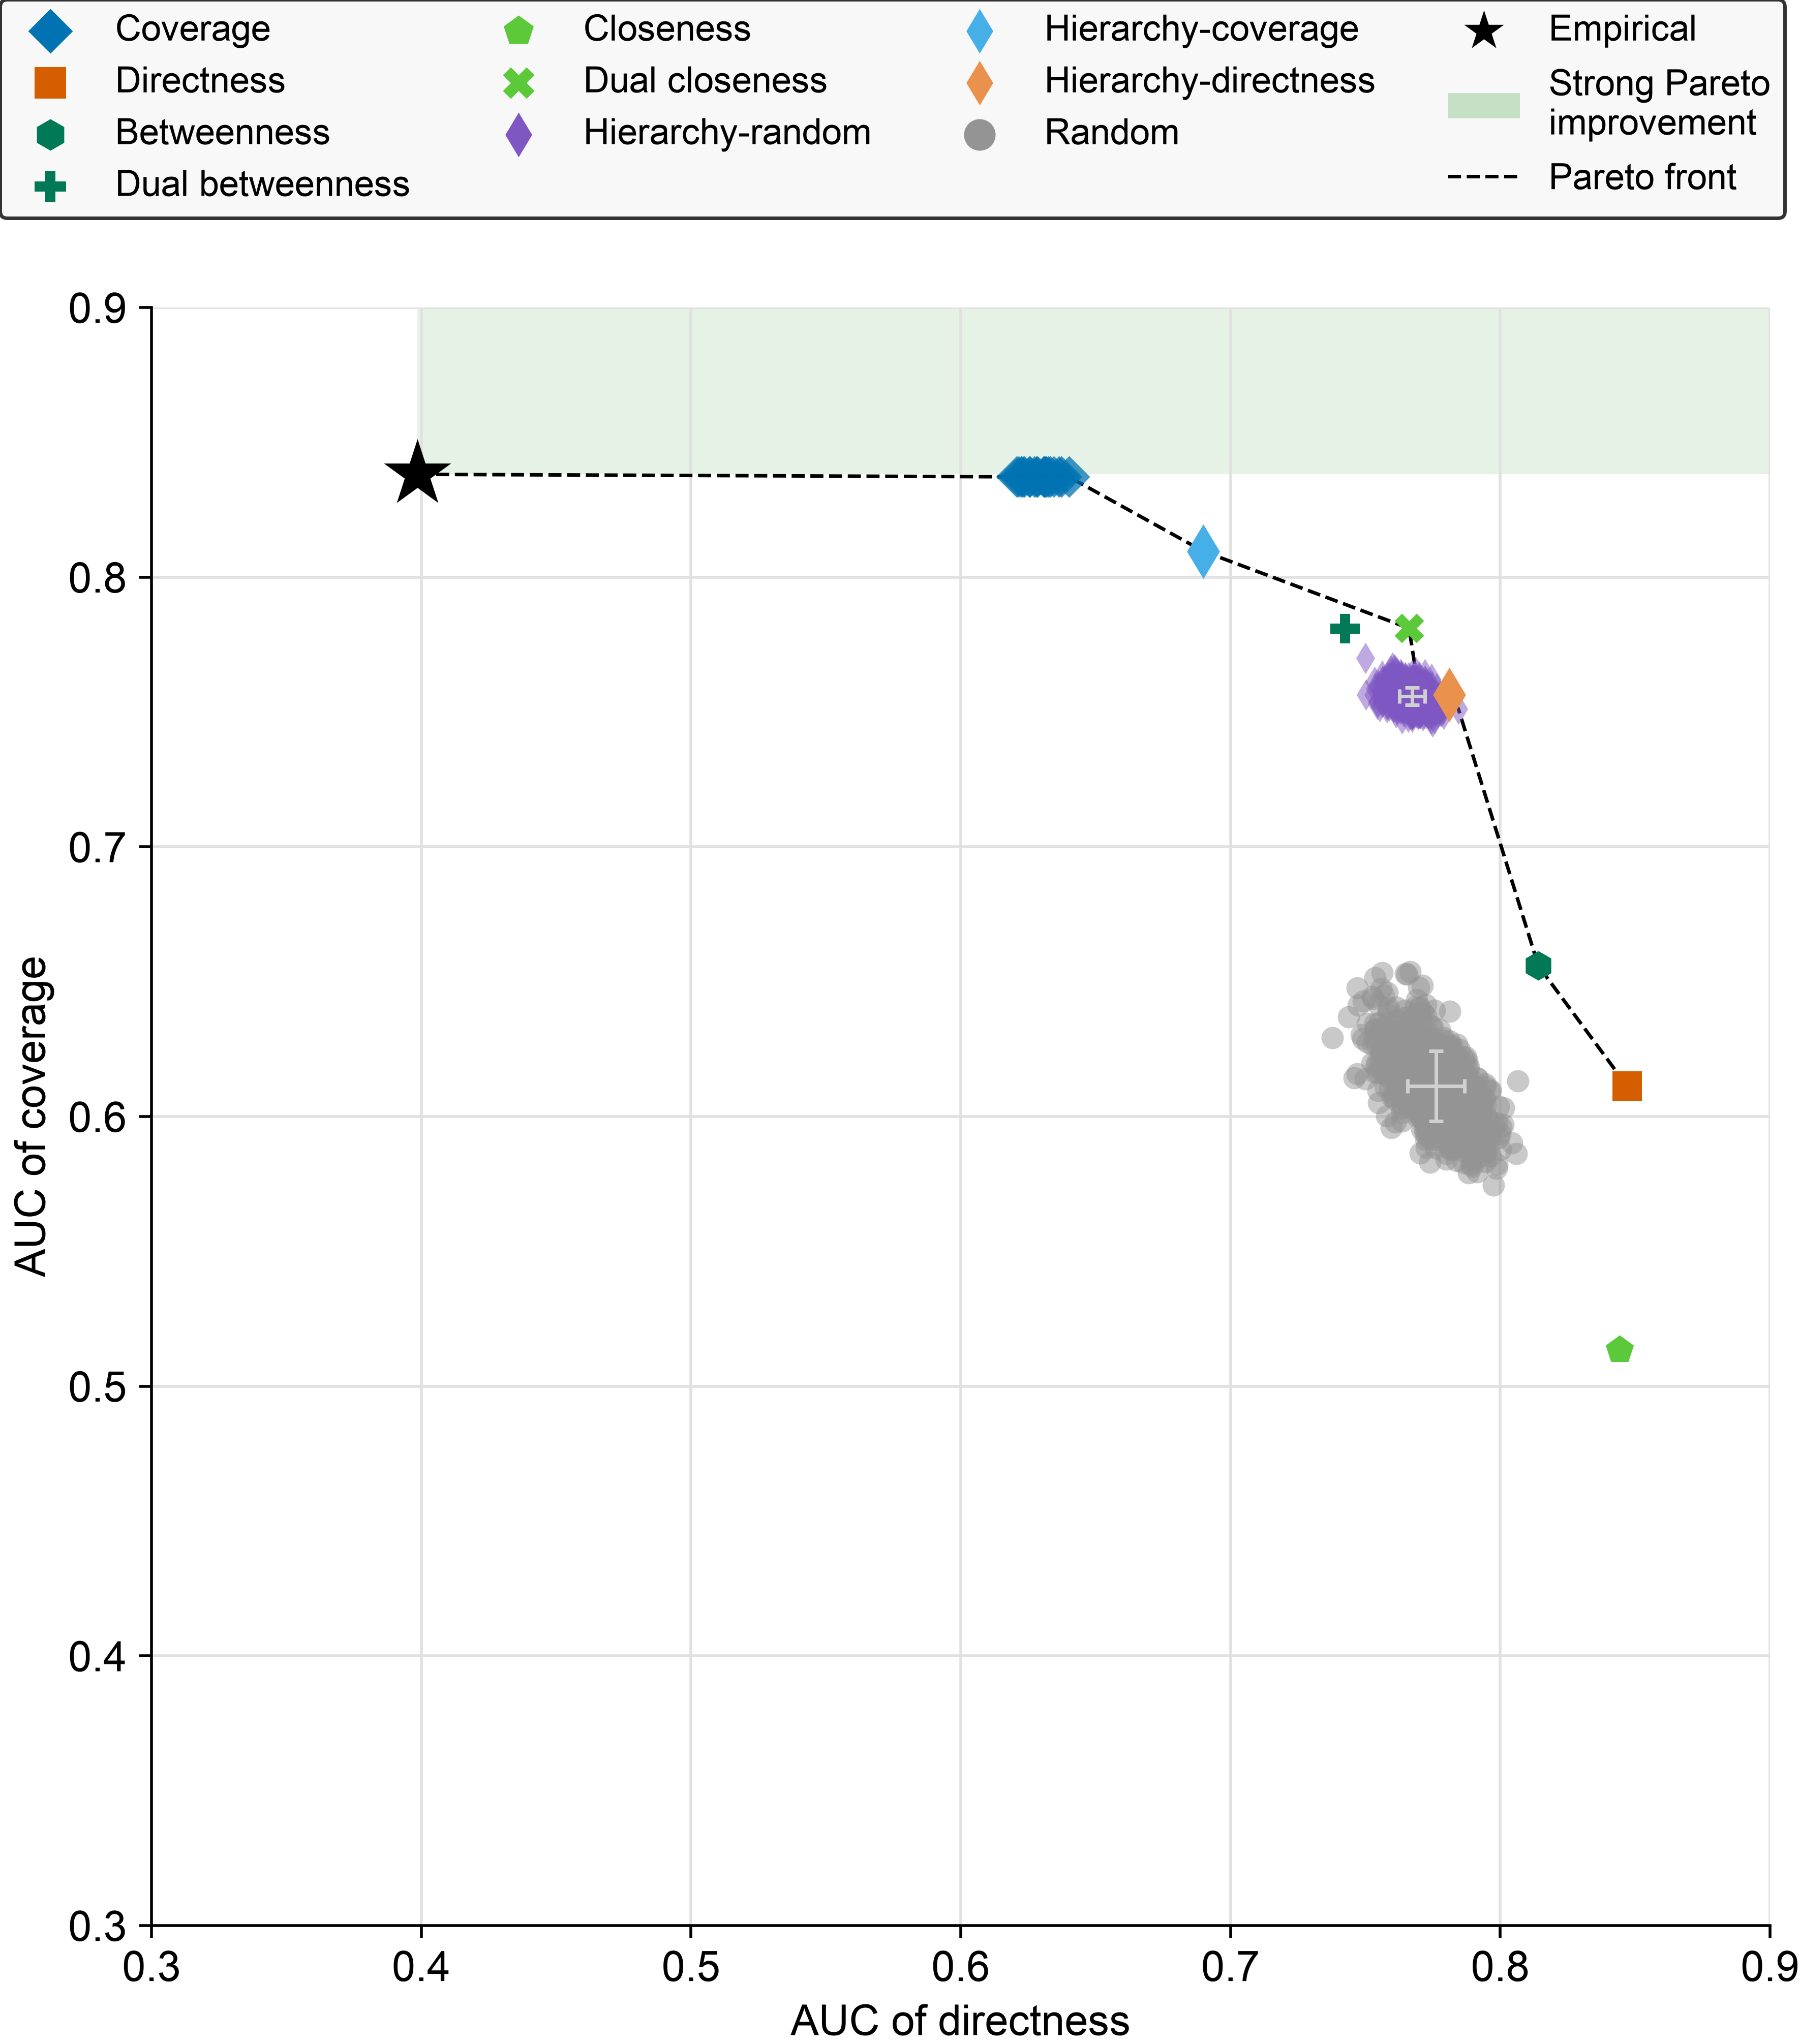 Coverage
Directness
Betweenness
Dual betweenness
Closeness
Dual closeness
Hierarchy-random
Hierarchy-coverage
Hierarchy-directness
Random
Empirical
Strong Pareto
improvement
Pareto front
AUC of coverage
0.9
0.8
0.7
0.6
0.5
0.4
0.3
0.3 0.4 0.5 0.6 0.7 0.8 0.9
AUC of directness